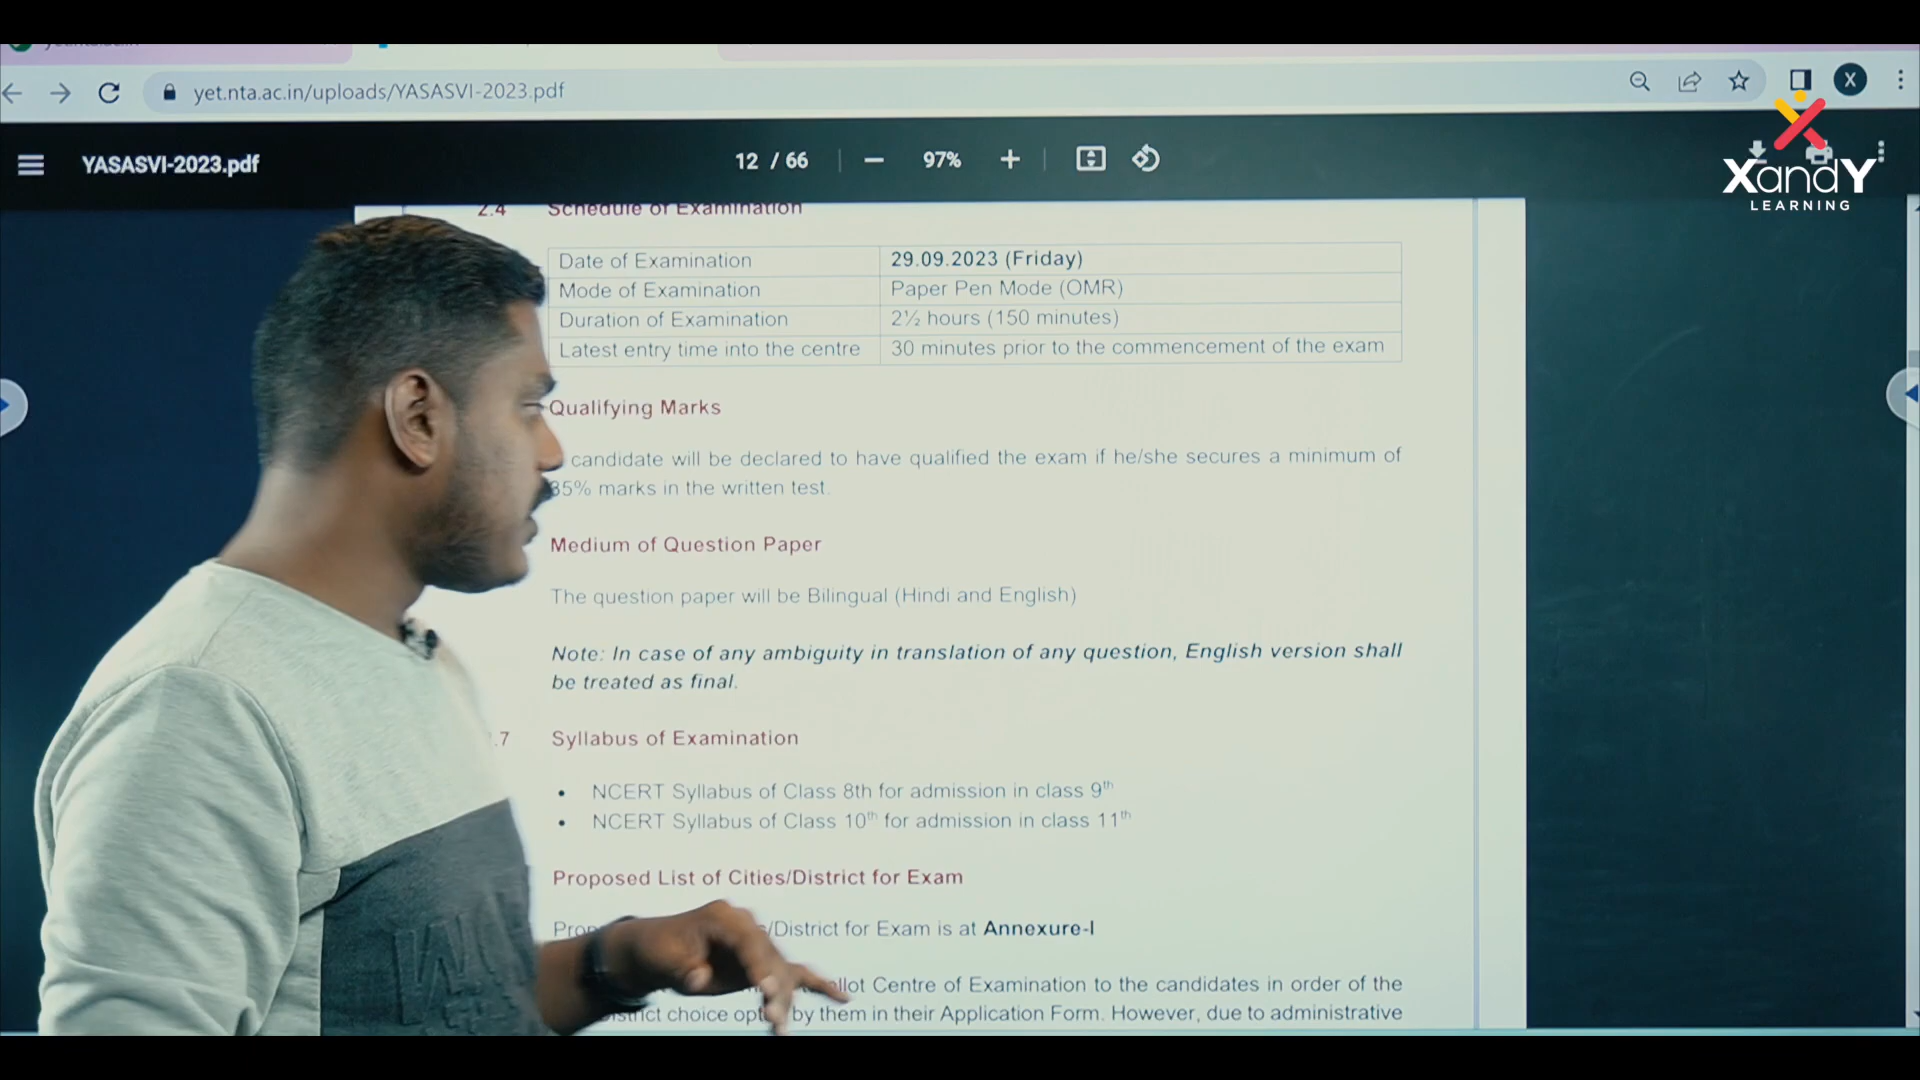 yet.nta.ac.in/uploads/YASASVI-2023.pdf
X
YASASVI-2023.pdf
12 / 66
97%
XandY
LEARNING
2.4 Schedule of Examination
Date of Examination 29.09.2023 (Friday)
Mode of Examination Paper Pen Mode (OMR)
Duration of Examination 2½ hours (150 minutes)
Latest entry time into the centre 30 minutes prior to the commencement of the exam
Qualifying Marks
candidate will be declared to have qualified the exam if he/she secures a minimum of
35% marks in the written test.
Medium of Question Paper
The question paper will be Bilingual (Hindi and English)
Note: In case of any ambiguity in translation of any question, English version shall
be treated as final.
.7 Syllabus of Examination
• NCERT Syllabus of Class 8th for admission in class 9th
• NCERT Syllabus of Class 10th for admission in class 11th
Proposed List of Cities/District for Exam
/District for Exam is at Annexure-I
Centre of Examination to the candidates in order of the
choice by them in their Application Form. However, due to administrative